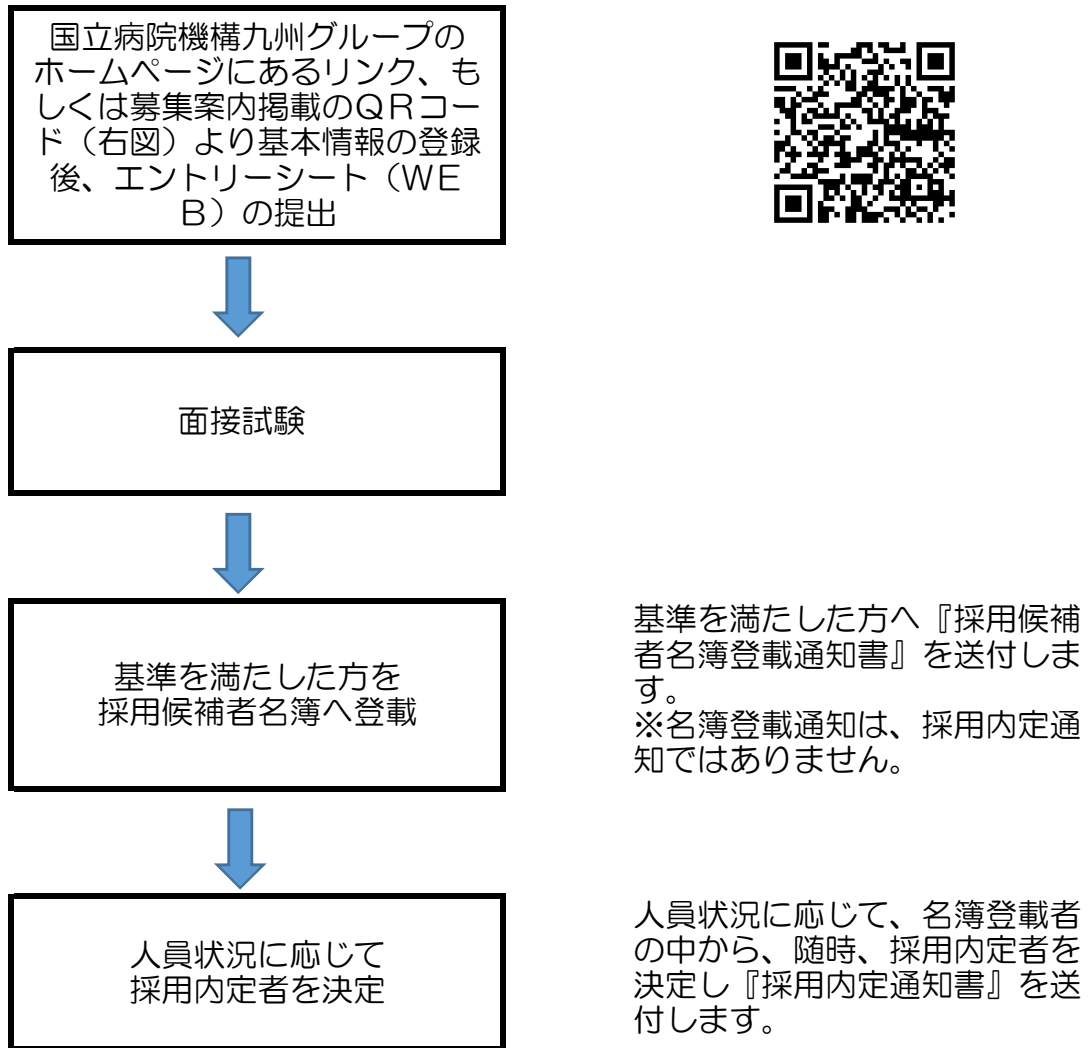 国立病院機構九州グループの
ホームページにあるリンク、も
しくは募集案内掲載のＱＲコー
ド（右図）より基本情報の登録
後、エントリーシート（ＷＥ
Ｂ）の提出
面接試験
基準を満たした方を
採用候補者名簿へ登載
基準を満たした方へ『採用候補
者名簿登載通知書』を送付しま
す。
※名簿登載通知は、採用内定通
知ではありません。
人員状況に応じて
採用内定者を決定
人員状況に応じて、名簿登載者
の中から、随時、採用内定者を
決定し『採用内定通知書』を送
付します。